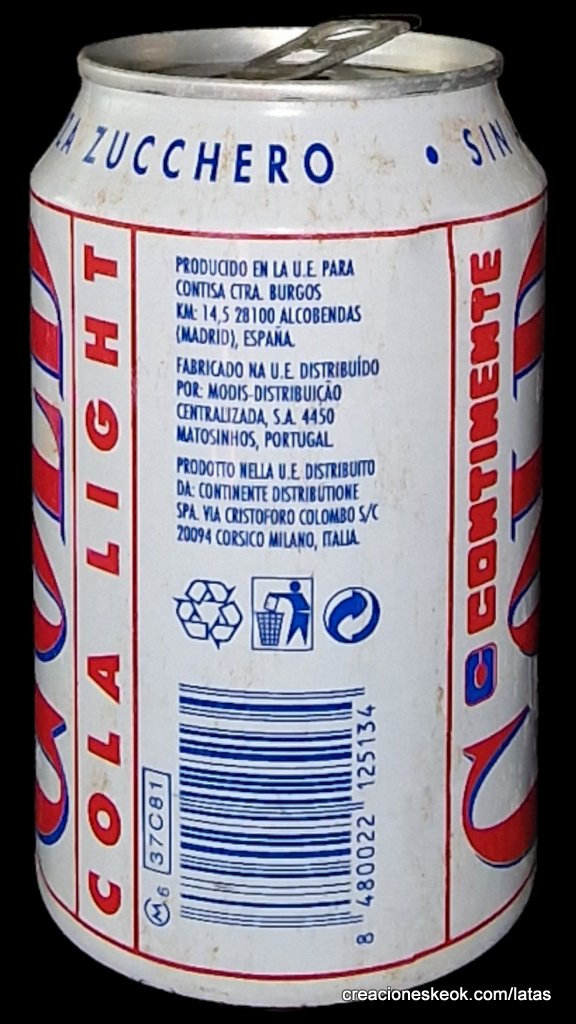 ZUCCHERO • SIN
COLA LIGHT
PRODUCIDO EN LA U.E. PARA
CONTISA CTRA. BURGOS
KM: 14,5 28100 ALCOBENDAS
(MADRID), ESPAÑA.
FABRICADO NA U.E. DISTRIBUÍDO
POR: MODIS-DISTRIBUIÇÃO
CENTRALIZADA, S.A. 4450
MATOSINHOS, PORTUGAL.
PRODOTTO NELLA U.E. DISTRIBUITO
DA: CONTINENTE DISTRIBUTIONE
SPA. VIA CRISTOFORO COLOMBO S/C
20094 CORSICO MILANO, ITALIA.
CONTINENTE
M 6 37C81
8 480022 125134
creacioneskeok.com/latas